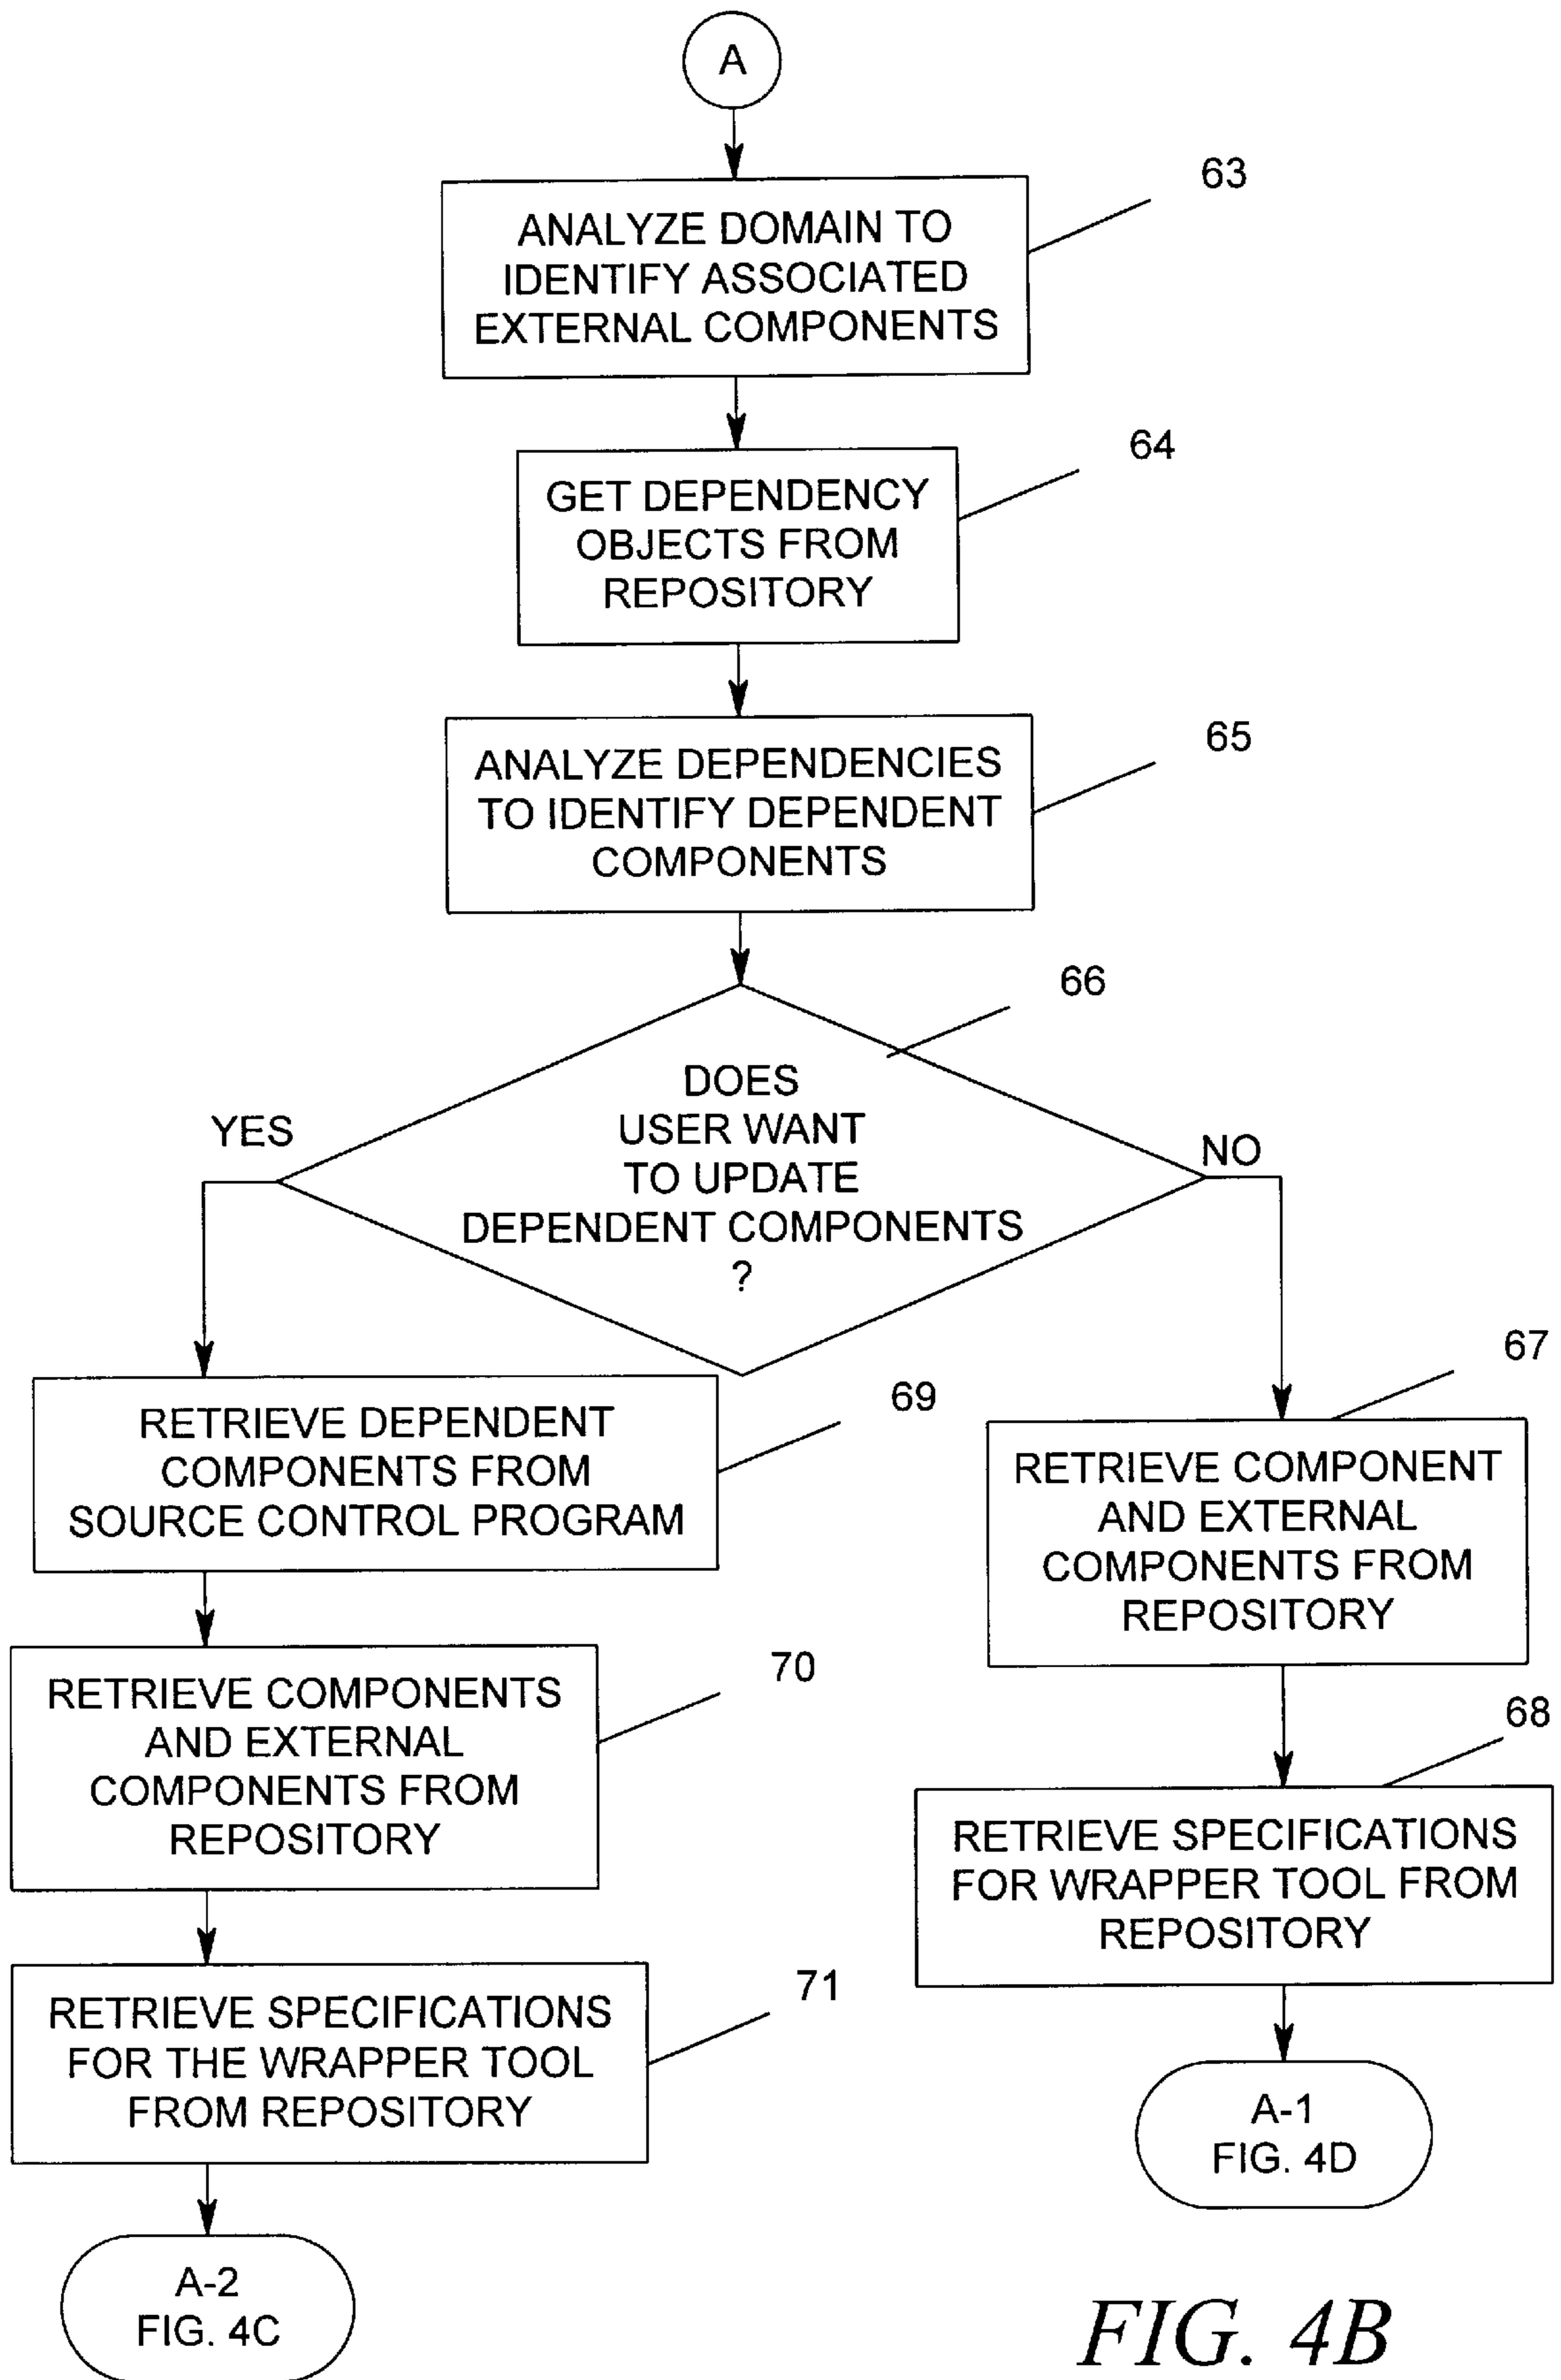 A
63
ANALYZE DOMAIN TO
IDENTIFY ASSOCIATED
EXTERNAL COMPONENTS
64
GET DEPENDENCY
OBJECTS FROM
REPOSITORY
65
ANALYZE DEPENDENCIES
TO IDENTIFY DEPENDENT
COMPONENTS
66
DOES
USER WANT
TO UPDATE
DEPENDENT COMPONENTS
?
YES
NO
69
RETRIEVE DEPENDENT
COMPONENTS FROM
SOURCE CONTROL PROGRAM
70
RETRIEVE COMPONENTS
AND EXTERNAL
COMPONENTS FROM
REPOSITORY
71
RETRIEVE SPECIFICATIONS
FOR THE WRAPPER TOOL
FROM REPOSITORY
A-2
FIG. 4C
67
RETRIEVE COMPONENT
AND EXTERNAL
COMPONENTS FROM
REPOSITORY
68
RETRIEVE SPECIFICATIONS
FOR WRAPPER TOOL FROM
REPOSITORY
A-1
FIG. 4D
FIG. 4B